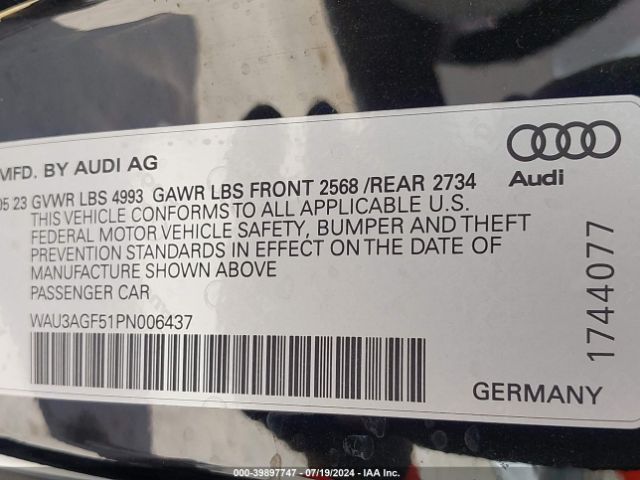 MFD. BY AUDI AG
05 23 GVWR LBS 4993 GAWR LBS FRONT 2568 /REAR 2734
THIS VEHICLE CONFORMS TO ALL APPLICABLE U.S.
FEDERAL MOTOR VEHICLE SAFETY, BUMPER AND THEFT
PREVENTION STANDARDS IN EFFECT ON THE DATE OF
MANUFACTURE SHOWN ABOVE
PASSENGER CAR
WAU3AGF51PN006437
Audi
1744077
GERMANY
000-39897747 / 07/19/2024 / IAA Inc.